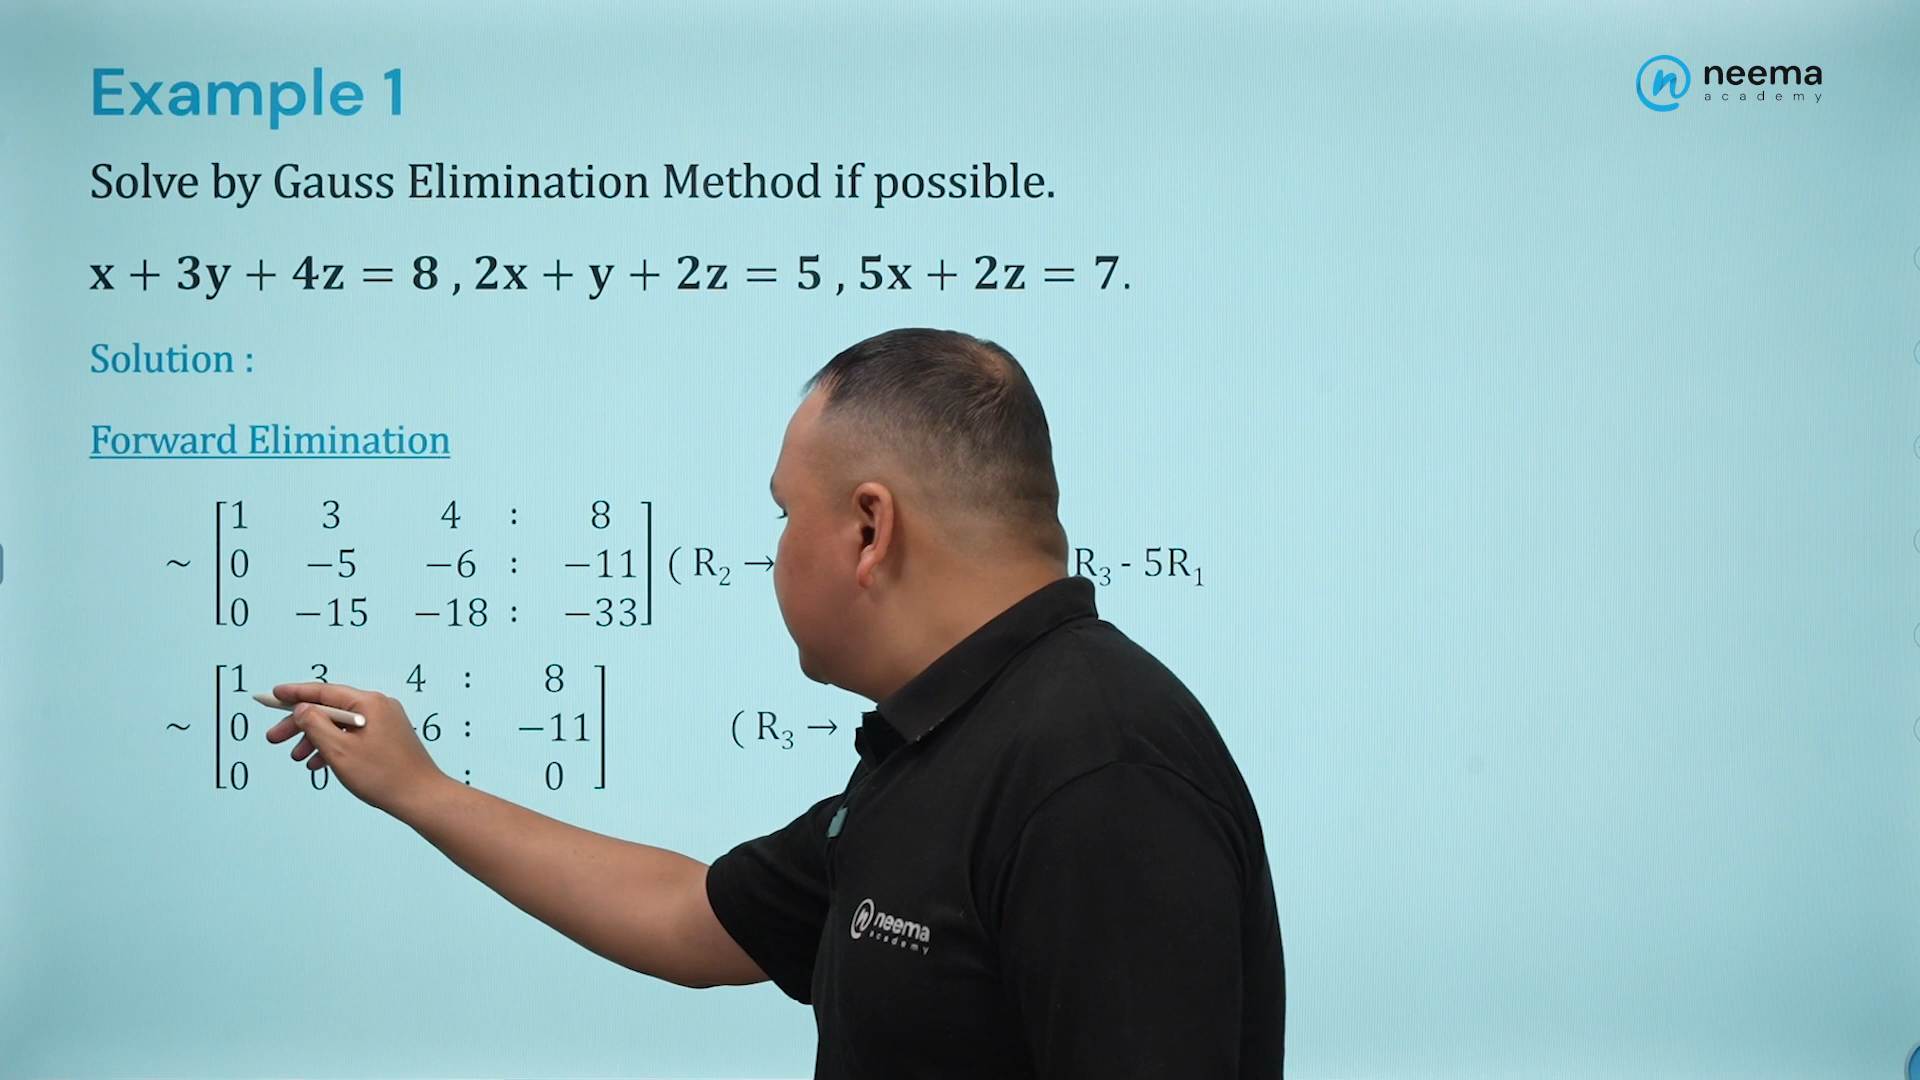 Example 1
neema
academy
Solve by Gauss Elimination Method if possible.
x + 3y + 4z = 8 , 2x + y + 2z = 5 , 5x + 2z = 7.
Solution :
Forward Elimination
[1 3 4 : 8]
~ [0 −5 −6 : −11] ( R₂ → R₃ - 5R₁
[0 −15 −18 : −33]
[1 3 4 : 8]
~ [0 6 : −11] ( R₃ →
[0 0 : 0]
neema
academy